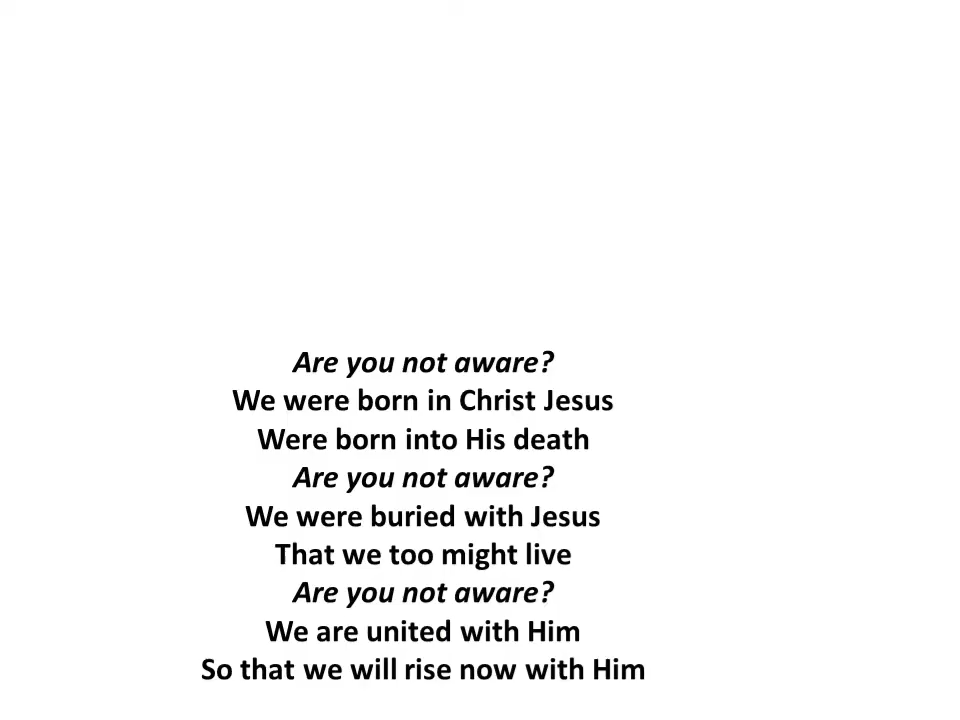 Are you not aware?
We were born in Christ Jesus
Were born into His death
Are you not aware?
We were buried with Jesus
That we too might live
Are you not aware?
We are united with Him
So that we will rise now with Him